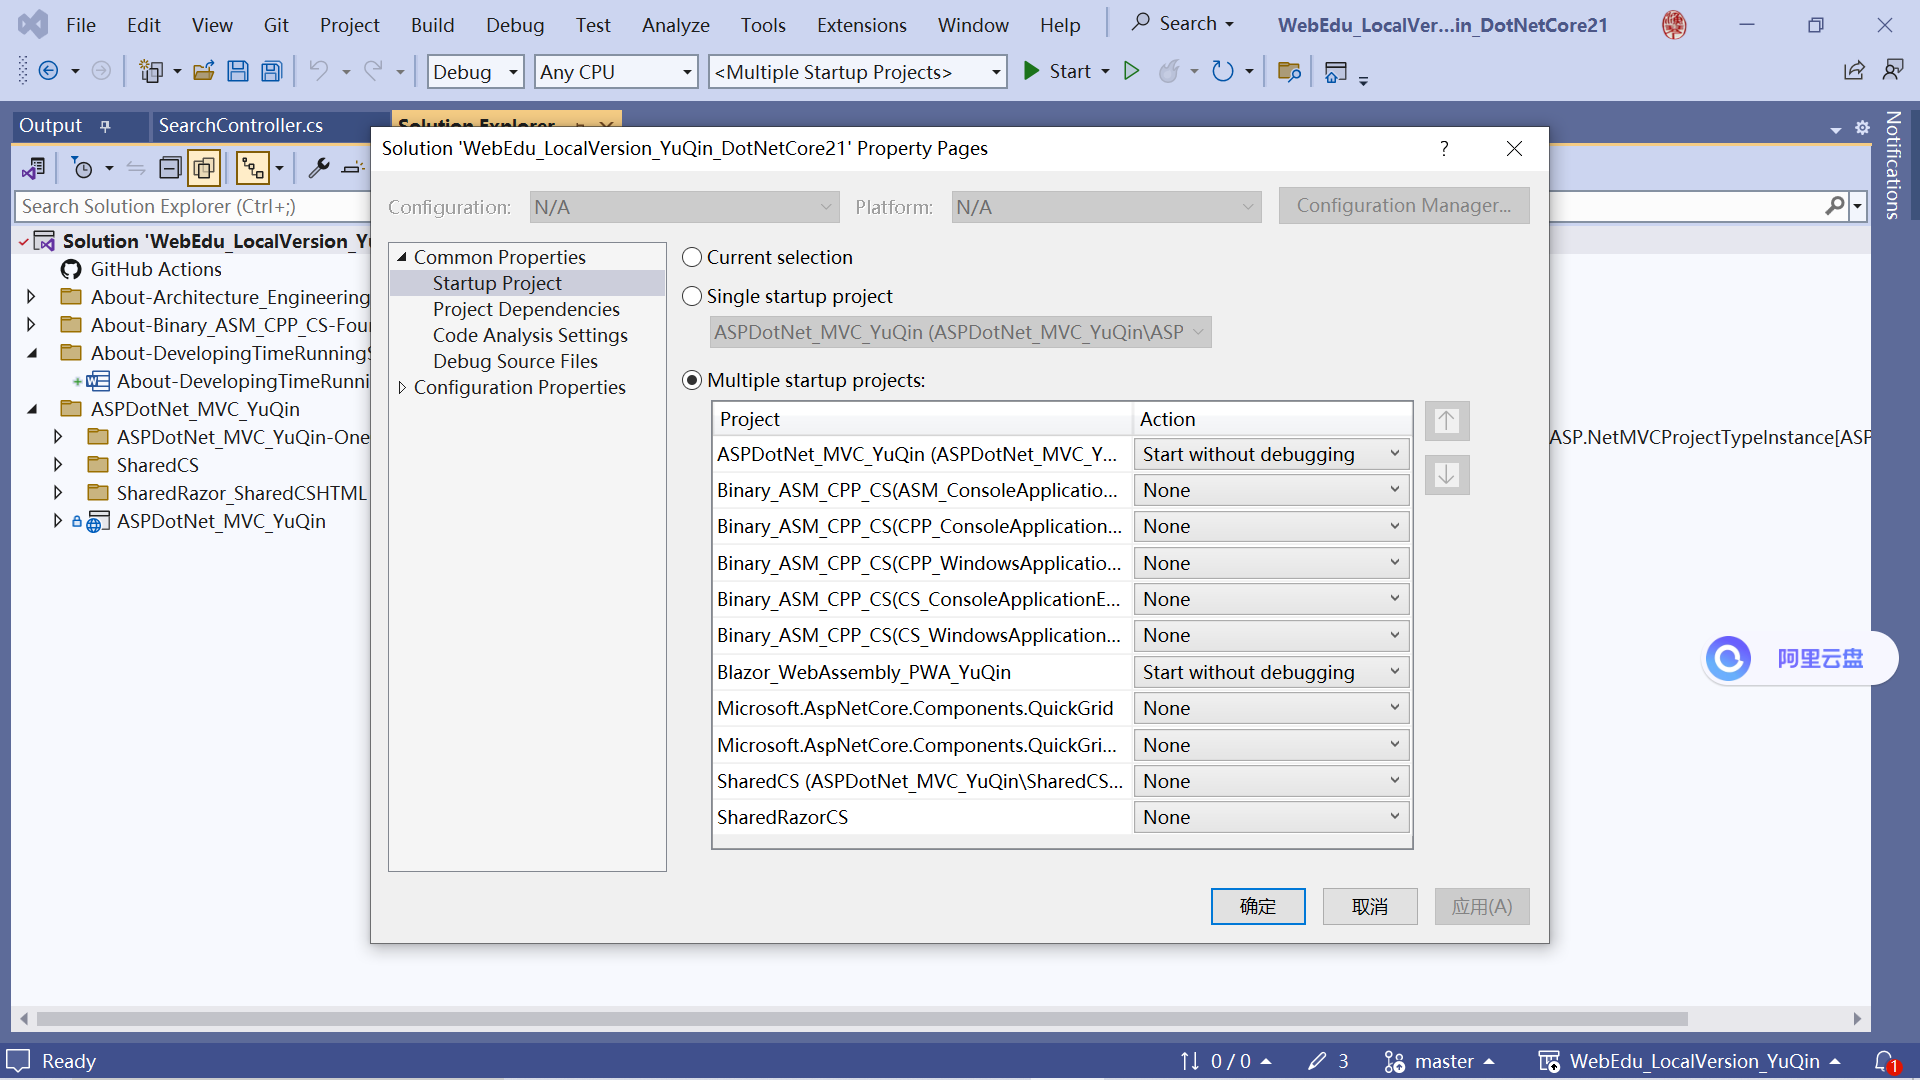 File Edit View Git Project Build Debug Test Analyze Tools Extensions Window Help Search WebEdu_LocalVer...in_DotNetCore21
Debug Any CPU <Multiple Startup Projects> Start
Output SearchController.cs
Solution 'WebEdu_LocalVersion_YuQin_DotNetCore21' Property Pages ?
Notifications
Search Solution Explorer (Ctrl+;)
Configuration: N/A Platform: N/A Configuration Manager...
Solution 'WebEdu_LocalVersion_Yu
GitHub Actions
About-Architecture_Engineering
About-Binary_ASM_CPP_CS-Four
About-DevelopingTimeRunningS
About-DevelopingTimeRunni
ASPDotNet_MVC_YuQin
ASPDotNet_MVC_YuQin-One
SharedCS
SharedRazor_SharedCSHTML
ASPDotNet_MVC_YuQin
Common Properties
Startup Project
Project Dependencies
Code Analysis Settings
Debug Source Files
Configuration Properties
Current selection
Single startup project
ASPDotNet_MVC_YuQin (ASPDotNet_MVC_YuQin\ASP
Multiple startup projects:
Project Action
ASPDotNet_MVC_YuQin (ASPDotNet_MVC_Y... Start without debugging
Binary_ASM_CPP_CS(ASM_ConsoleApplicatio... None
Binary_ASM_CPP_CS(CPP_ConsoleApplication... None
Binary_ASM_CPP_CS(CPP_WindowsApplicatio... None
Binary_ASM_CPP_CS(CS_ConsoleApplicationE... None
Binary_ASM_CPP_CS(CS_WindowsApplication... None
Blazor_WebAssembly_PWA_YuQin Start without debugging
Microsoft.AspNetCore.Components.QuickGrid None
Microsoft.AspNetCore.Components.QuickGri... None
SharedCS (ASPDotNet_MVC_YuQin\SharedCS... None
SharedRazorCS None
ASP.NetMVCProjectTypeInstance[ASP
阿里云盘
确定 取消 应用(A)
Ready 0 / 0 3 master WebEdu_LocalVersion_YuQin 1